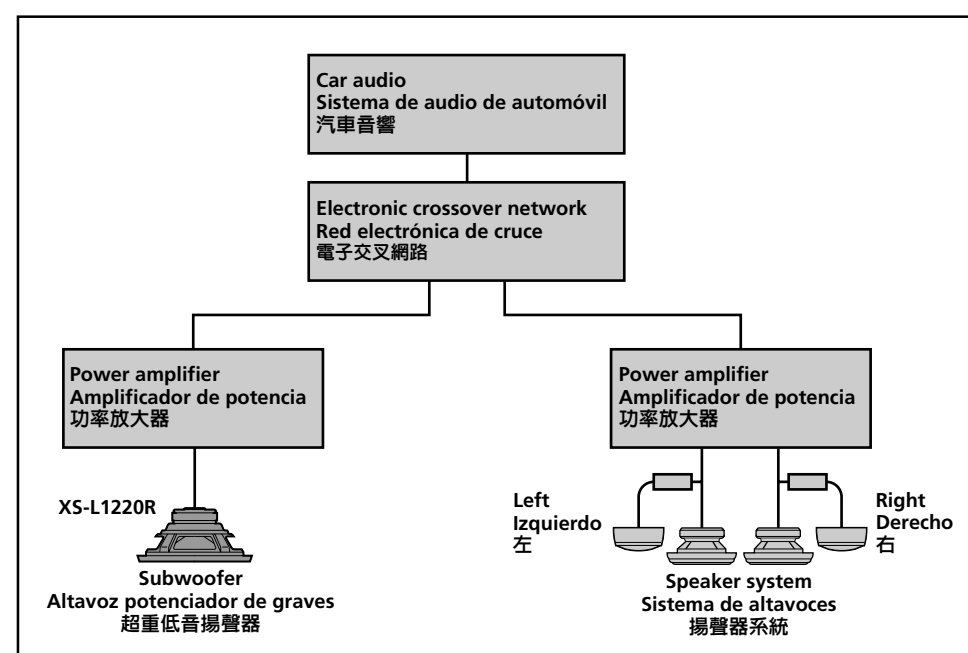 Car audio
Sistema de audio de automóvil
汽車音響
Electronic crossover network
Red electrónica de cruce
電子交叉網路
Power amplifier
Amplificador de potencia
功率放大器
Power amplifier
Amplificador de potencia
功率放大器
XS-L1220R
Subwoofer
Altavoz potenciador de graves
超重低音揚聲器
Left
Izquierdo
左
Right
Derecho
右
Speaker system
Sistema de altavoces
揚聲器系統